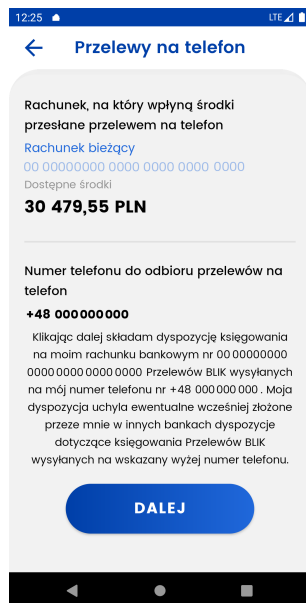 12:25 LTE
Przelewy na telefon
Rachunek, na który wpłyną środki
przesłane przelewem na telefon
Rachunek bieżący
00 00000000 0000 0000 0000 0000
Dostępne środki
30 479,55 PLN
Numer telefonu do odbioru przelewów na
telefon
+48 000000000
Klikając dalej składam dyspozycję księgowania
na moim rachunku bankowym nr 00 00000000
0000 0000 0000 0000 Przelewów BLIK wysyłanych
na mój numer telefonu nr +48 000 000 000 . Moja
dyspozycja uchyla ewentualne wcześniej złożone
przeze mnie w innych bankach dyspozycje
dotyczące księgowania Przelewów BLIK
wysyłanych na wskazany wyżej numer telefonu.
DALEJ